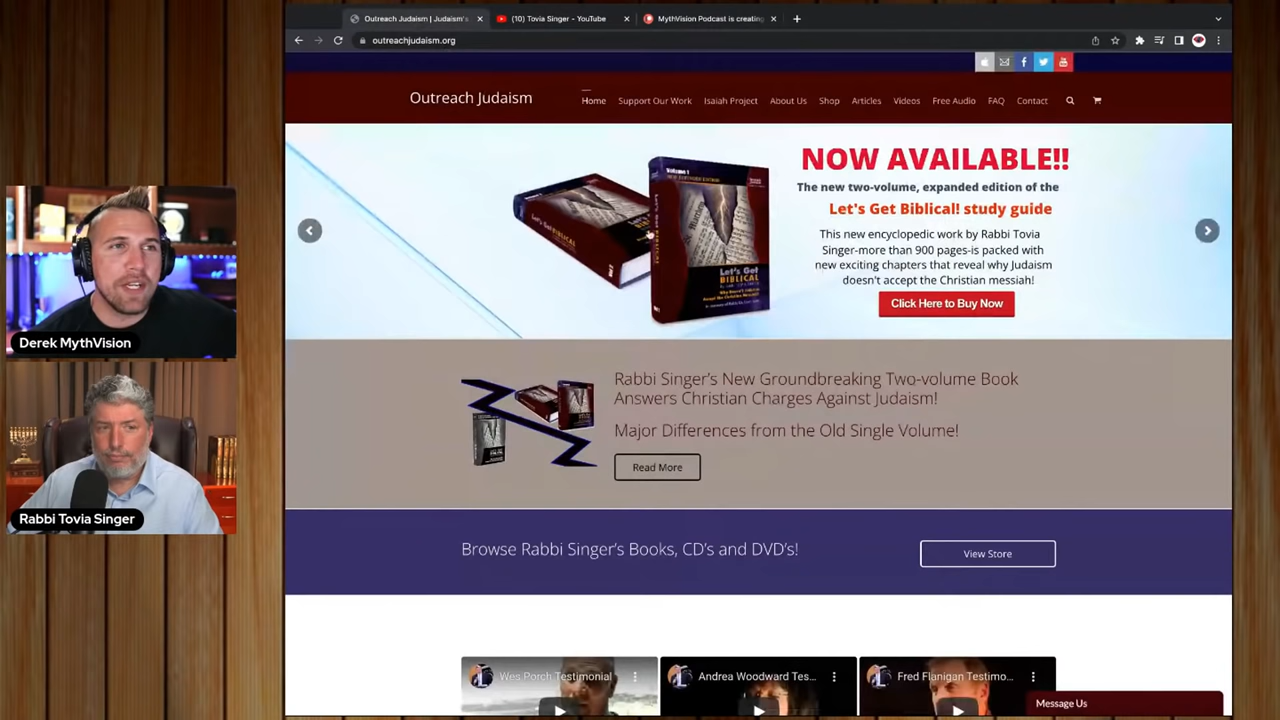 Outreach Judaism | Judaism's
(10) Tovia Singer - YouTube
MythVision Podcast is creating
outreachjudaism.org
Outreach Judaism
Home
Support Our Work
Isaiah Project
About Us
Shop
Articles
Videos
Free Audio
FAQ
Contact
NOW AVAILABLE!!
The new two-volume, expanded edition of the
Let's Get Biblical! study guide
This new encyclopedic work by Rabbi Tovia
Singer-more than 900 pages-is packed with
new exciting chapters that reveal why Judaism
doesn't accept the Christian messiah!
Click Here to Buy Now
Volume 1
Let's Get
BIBLICAL
Derek MythVision
Rabbi Singer's New Groundbreaking Two-volume Book
Answers Christian Charges Against Judaism!
Major Differences from the Old Single Volume!
Read More
Rabbi Tovia Singer
Browse Rabbi Singer's Books, CD's and DVD's!
View Store
Wes Porch Testimonial
Andrea Woodward Tes...
Fred Flanigan Testimo...
Message Us